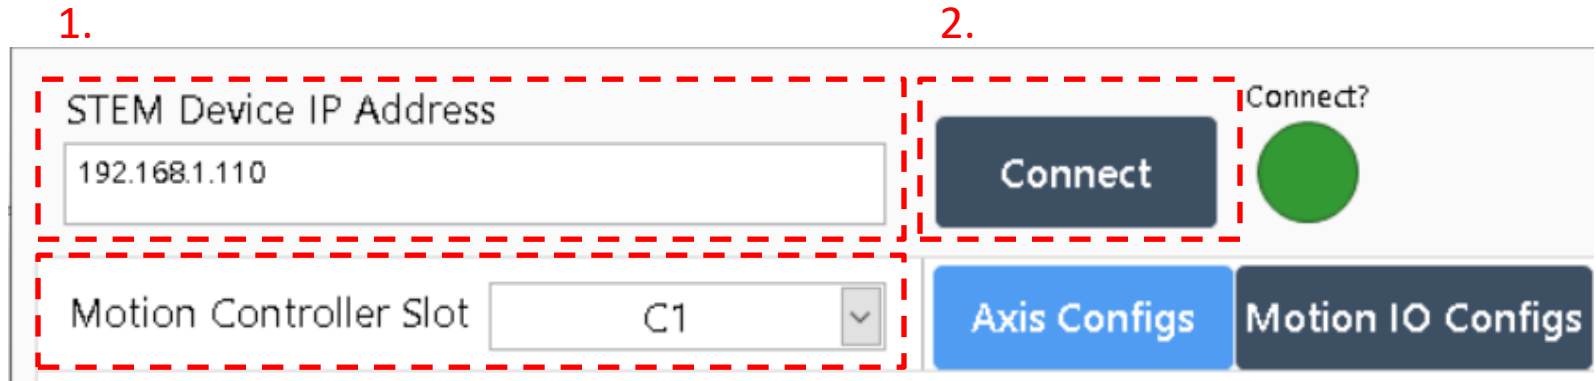 1.
2.
STEM Device IP Address
Connect?
192.168.1.110
Connect
Motion Controller Slot
C1
Axis Configs
Motion IO Configs